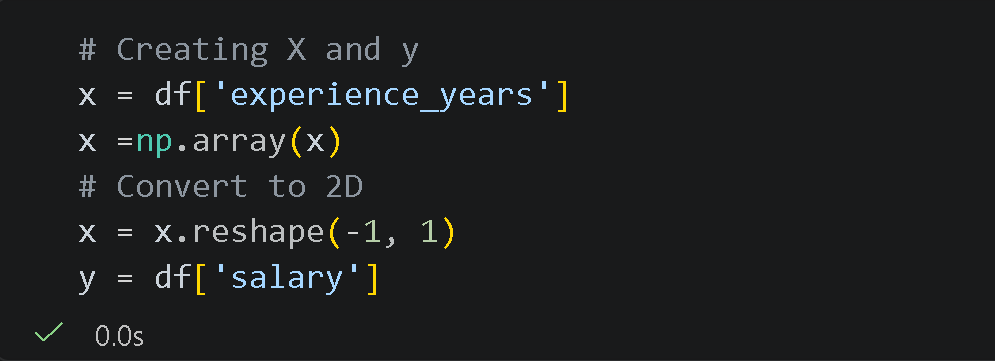 # Creating X and y
x = df['experience_years']
x =np.array(x)
# Convert to 2D
x = x.reshape(-1, 1)
y = df['salary']
0.0s